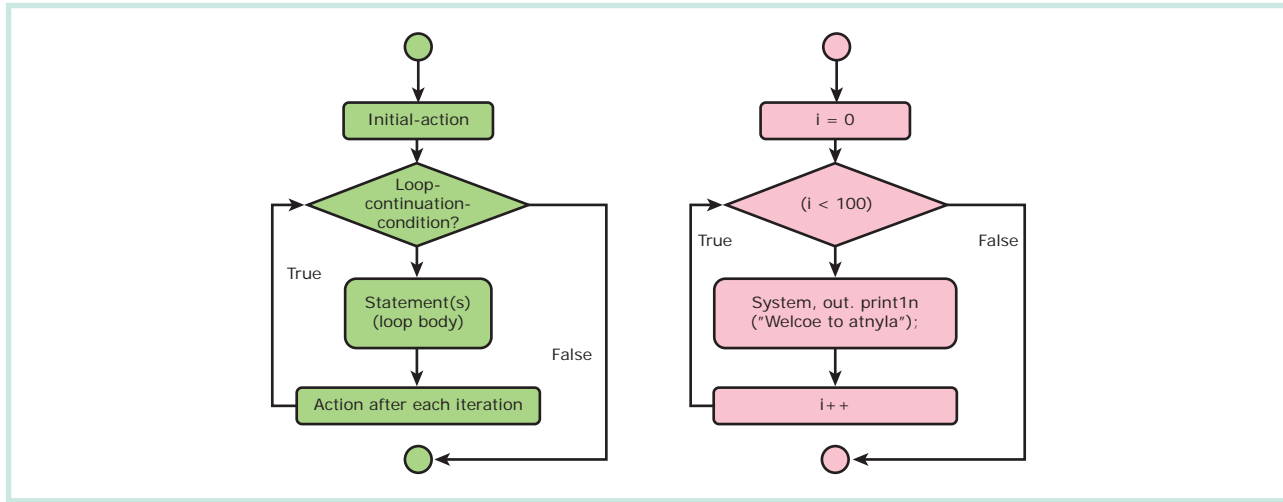 Initial-action
Loop-
continuation-
condition?
True
Statement(s)
(loop body)
False
Action after each iteration
i = 0
(i < 100)
True
False
System, out. print1n
("Welcoe to atnyla");
i++